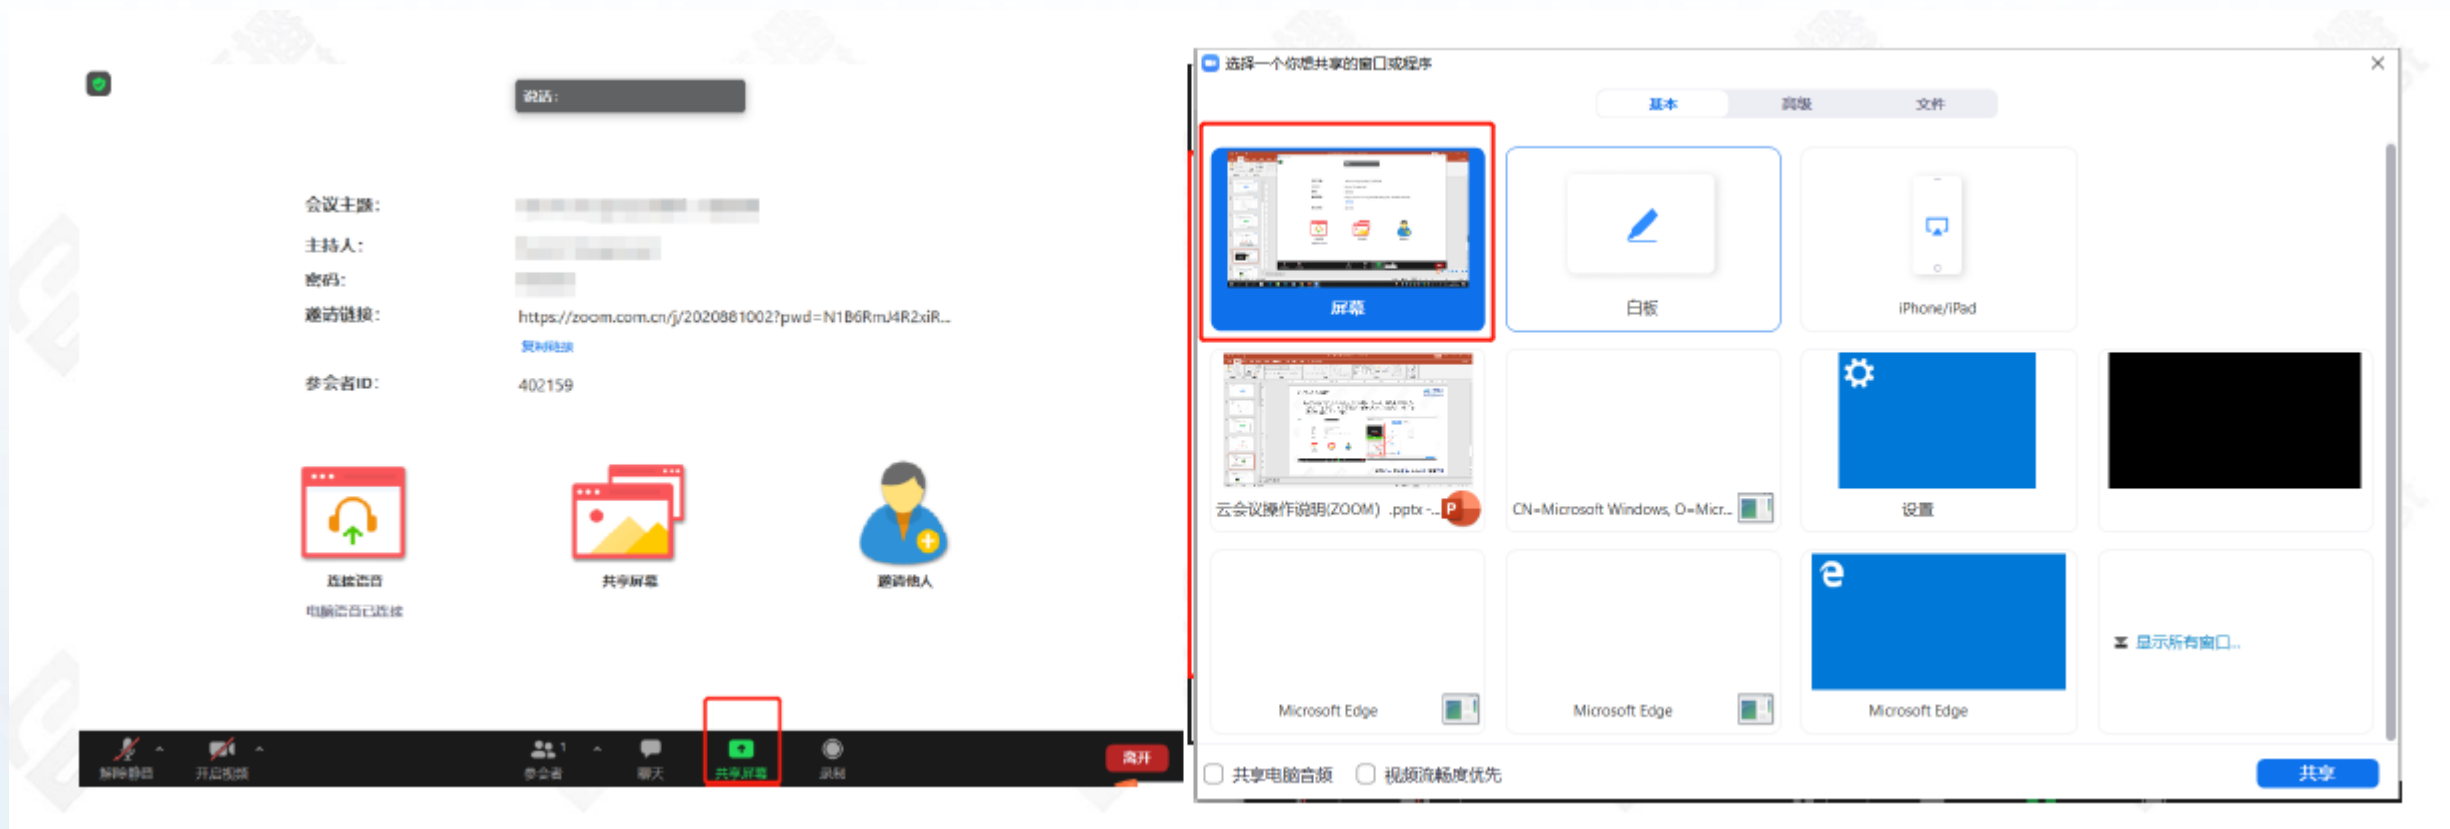 说话:
会议主题:
主持人:
密码:
邀请链接:
https://zoom.com.cn/j/2020881002?pwd=N1B6RmJ4R2xiR...
复制链接
参会者ID:
402159
连接语音
共享屏幕
邀请他人
电脑语音已连接
解除静音
开启视频
1
参会者
聊天
共享屏幕
录制
离开
选择一个你想共享的窗口或程序
基本
高级
文件
屏幕
白板
iPhone/iPad
云会议操作说明(ZOOM) .pptx -...
CN=Microsoft Windows, O=Micr...
设置
Microsoft Edge
Microsoft Edge
Microsoft Edge
显示所有窗口...
共享电脑音频
视频流畅度优先
共享